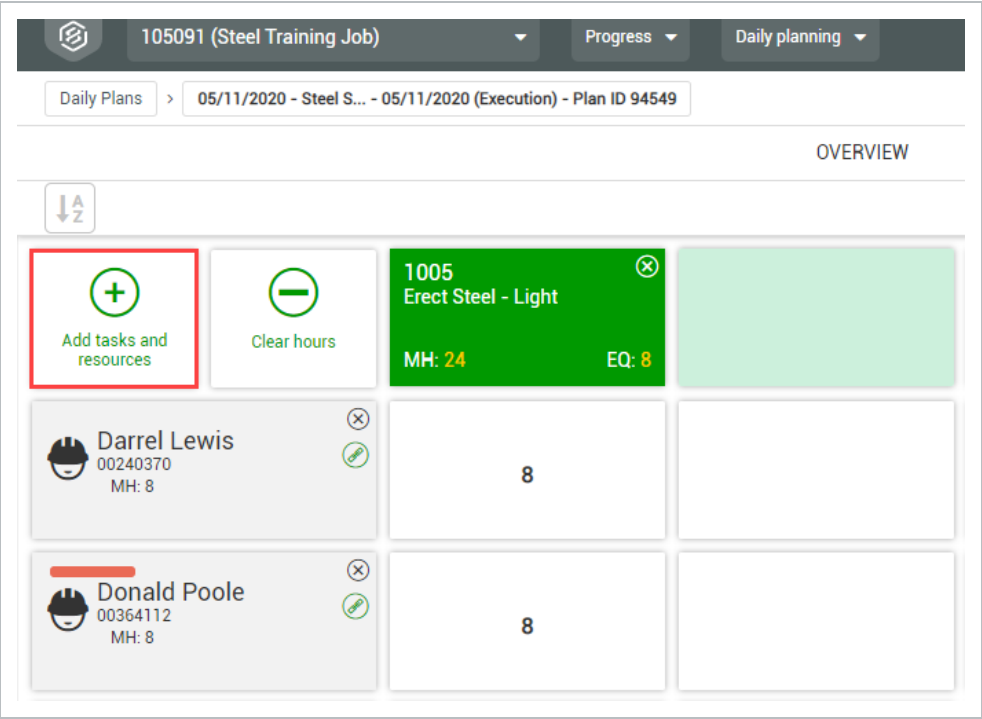 105091 (Steel Training Job) Progress Daily planning
Daily Plans > 05/11/2020 - Steel S... - 05/11/2020 (Execution) - Plan ID 94549
OVERVIEW
A
Z
Add tasks and
resources
Clear hours
1005
Erect Steel - Light
MH: 24 EQ: 8
Darrel Lewis
00240370
MH: 8
8
Donald Poole
00364112
MH: 8
8